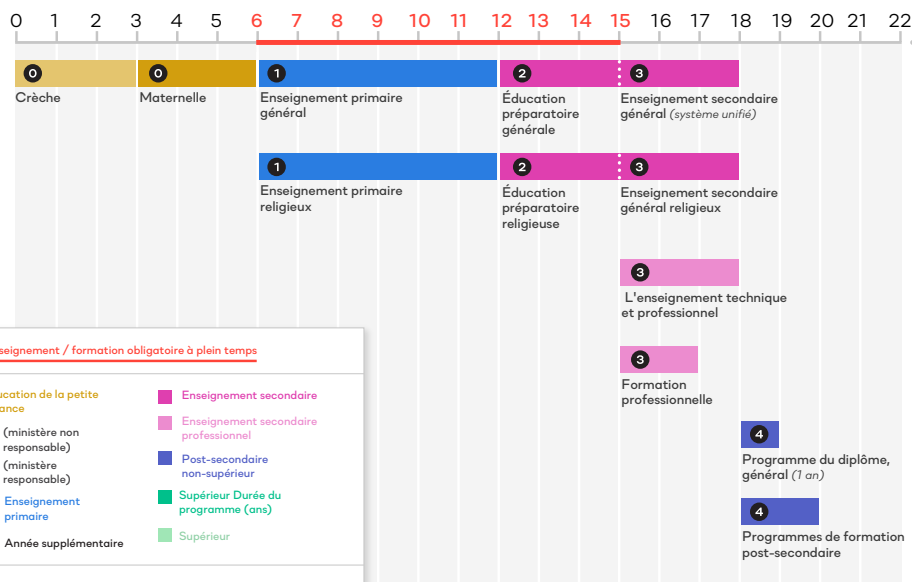 0 1 2 3 4 5 6 7 8 9 10 11 12 13 14 15 16 17 18 19 20 21 22
0 0 1 2 3
Crèche Maternelle Enseignement primaire Éducation Enseignement secondaire
général préparatoire général (système unifié)
générale
1 2 3
Enseignement primaire Éducation Enseignement secondaire
religieux préparatoire général religieux
religieuse
3
L'enseignement technique
et professionnel
3
Formation
professionnelle
4
Programme du diplôme,
général (1 an)
4
Programmes de formation
post-secondaire
seignement / formation obligatoire à plein temps
ucation de la petite
ance
(ministère non
responsable)
(ministère
responsable)
Enseignement
primaire
Année supplémentaire
Enseignement secondaire
Enseignement secondaire
professionnel
Post-secondaire
non-supérieur
Supérieur Durée du
programme (ans)
Supérieur